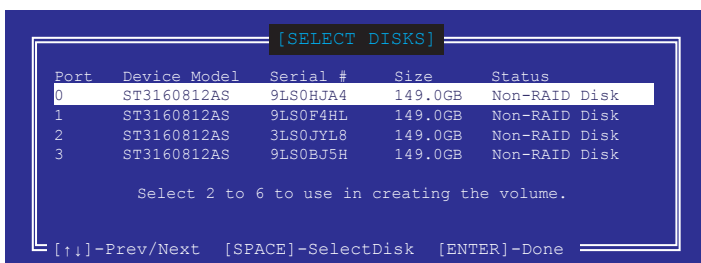 [SELECT DISKS]
Port Device Model Serial # Size Status
0 ST3160812AS 9LS0HJA4 149.0GB Non-RAID Disk
1 ST3160812AS 9LS0F4HL 149.0GB Non-RAID Disk
2 ST3160812AS 3LS0JYL8 149.0GB Non-RAID Disk
3 ST3160812AS 9LS0BJ5H 149.0GB Non-RAID Disk
Select 2 to 6 to use in creating the volume.
[↑↓]-Prev/Next [SPACE]-SelectDisk [ENTER]-Done